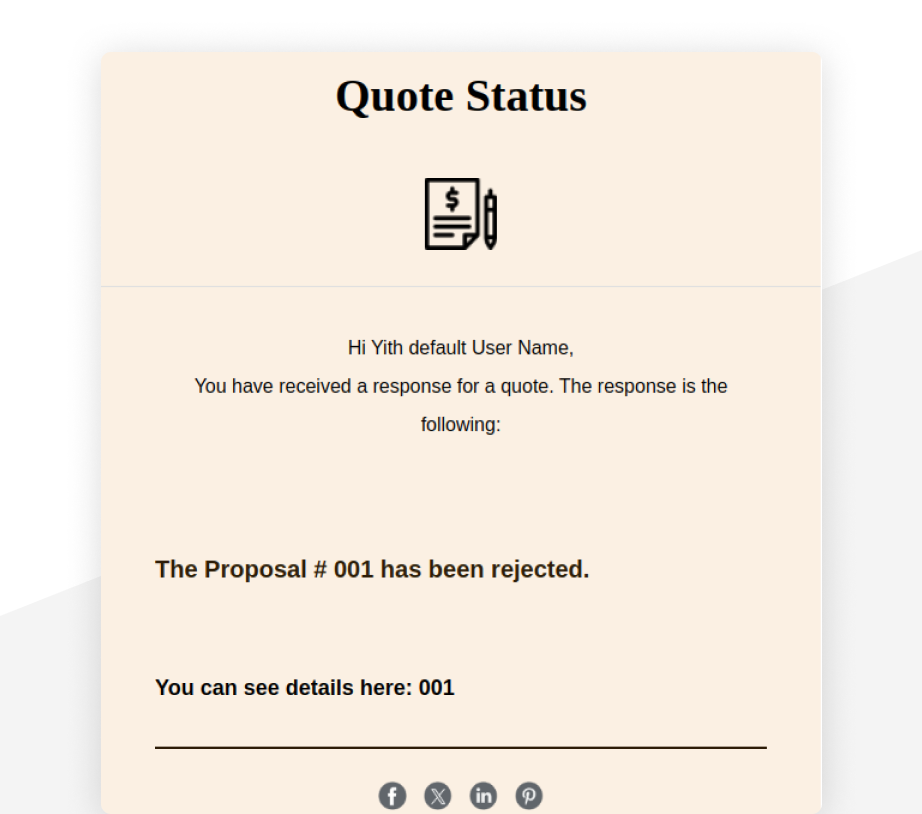 Quote Status
$
Hi Yith default User Name,
You have received a response for a quote. The response is the
following:
The Proposal # 001 has been rejected.
You can see details here: 001